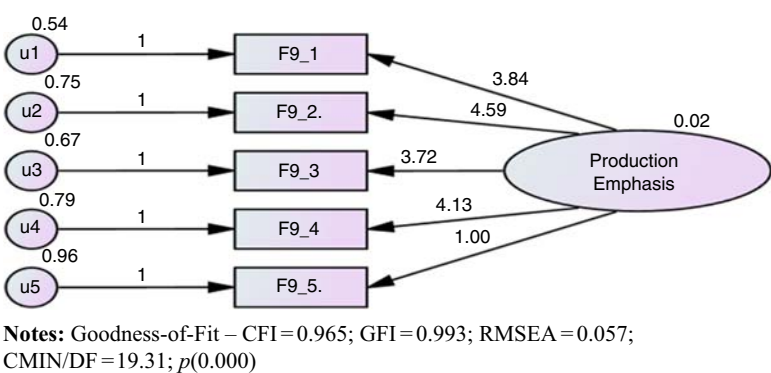 0.54
u1 1 F9_1 3.84
0.75
u2 1 F9_2. 4.59 0.02
0.67
u3 1 F9_3 3.72 Production
Emphasis
0.79
u4 1 F9_4 4.13
0.96
u5 1 F9_5. 1.00
Notes: Goodness-of-Fit – CFI=0.965; GFI=0.993; RMSEA=0.057;
CMIN/DF=19.31; p(0.000)